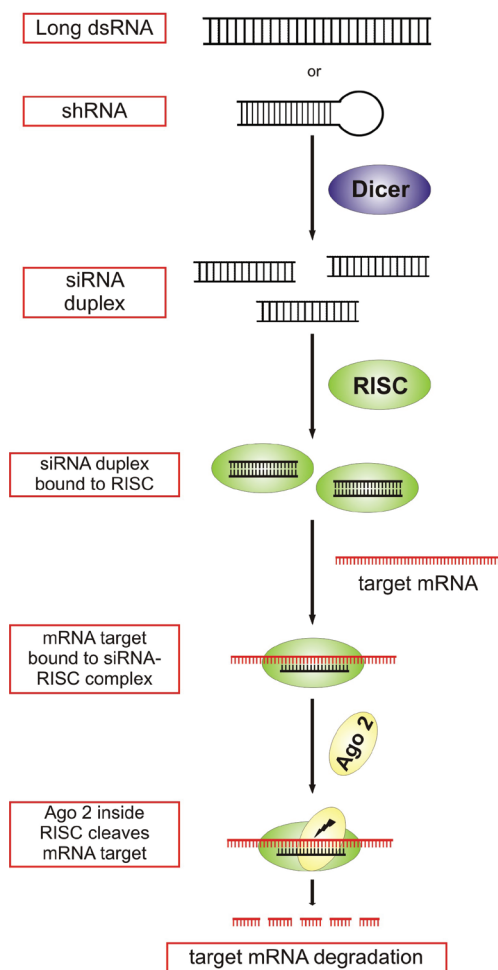 Long dsRNA
or
shRNA
Dicer
siRNA
duplex
RISC
siRNA duplex
bound to RISC
target mRNA
mRNA target
bound to siRNA-
RISC complex
Ago 2
Ago 2 inside
RISC cleaves
mRNA target
target mRNA degradation